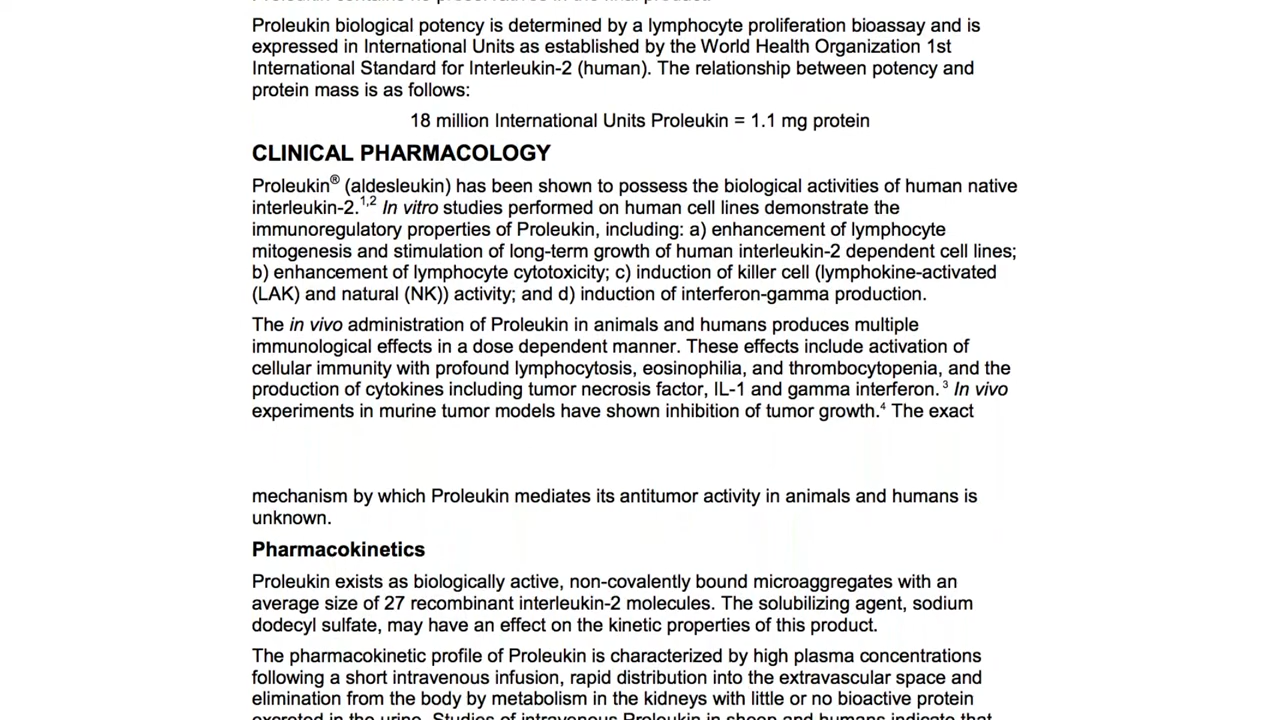 Proleukin biological potency is determined by a lymphocyte proliferation bioassay and is
expressed in International Units as established by the World Health Organization 1st
International Standard for Interleukin-2 (human). The relationship between potency and
protein mass is as follows:
18 million International Units Proleukin = 1.1 mg protein
CLINICAL PHARMACOLOGY
Proleukin® (aldesleukin) has been shown to possess the biological activities of human native
interleukin-2.1,2 In vitro studies performed on human cell lines demonstrate the
immunoregulatory properties of Proleukin, including: a) enhancement of lymphocyte
mitogenesis and stimulation of long-term growth of human interleukin-2 dependent cell lines;
b) enhancement of lymphocyte cytotoxicity; c) induction of killer cell (lymphokine-activated
(LAK) and natural (NK)) activity; and d) induction of interferon-gamma production.
The in vivo administration of Proleukin in animals and humans produces multiple
immunological effects in a dose dependent manner. These effects include activation of
cellular immunity with profound lymphocytosis, eosinophilia, and thrombocytopenia, and the
production of cytokines including tumor necrosis factor, IL-1 and gamma interferon. 3 In vivo
experiments in murine tumor models have shown inhibition of tumor growth.4 The exact
mechanism by which Proleukin mediates its antitumor activity in animals and humans is
unknown.
Pharmacokinetics
Proleukin exists as biologically active, non-covalently bound microaggregates with an
average size of 27 recombinant interleukin-2 molecules. The solubilizing agent, sodium
dodecyl sulfate, may have an effect on the kinetic properties of this product.
The pharmacokinetic profile of Proleukin is characterized by high plasma concentrations
following a short intravenous infusion, rapid distribution into the extravascular space and
elimination from the body by metabolism in the kidneys with little or no bioactive protein
excreted in the urine. Studies of intravenous Proleukin in sheep and humans indicate that